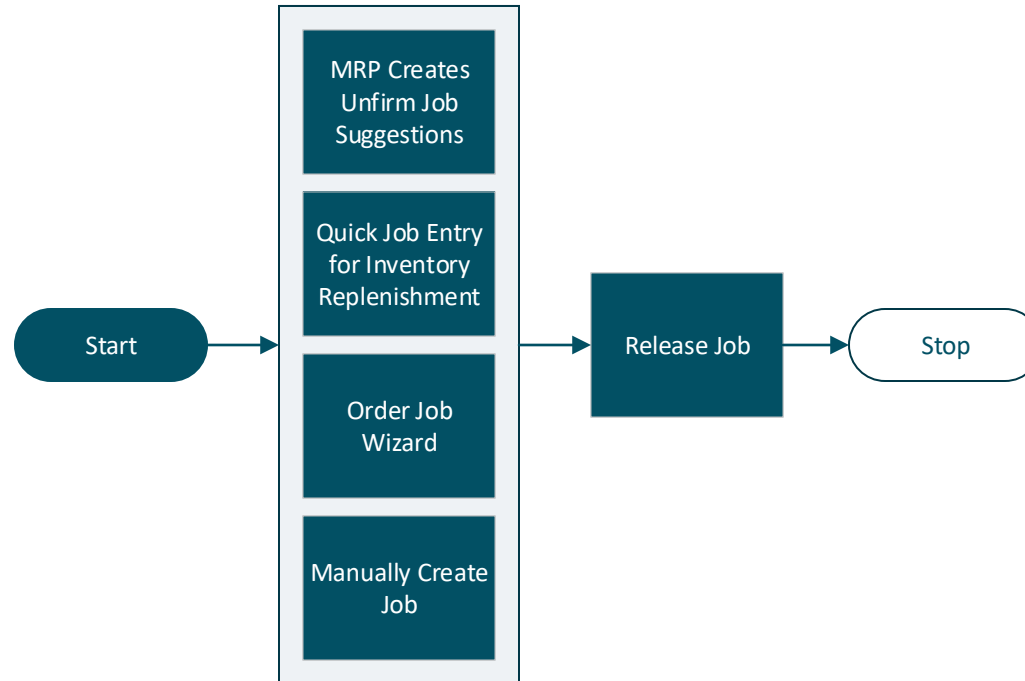 MRP Creates
Unfirm Job
Suggestions
Quick Job Entry
for Inventory
Replenishment
Start
Release Job
Stop
Order Job
Wizard
Manually Create
Job